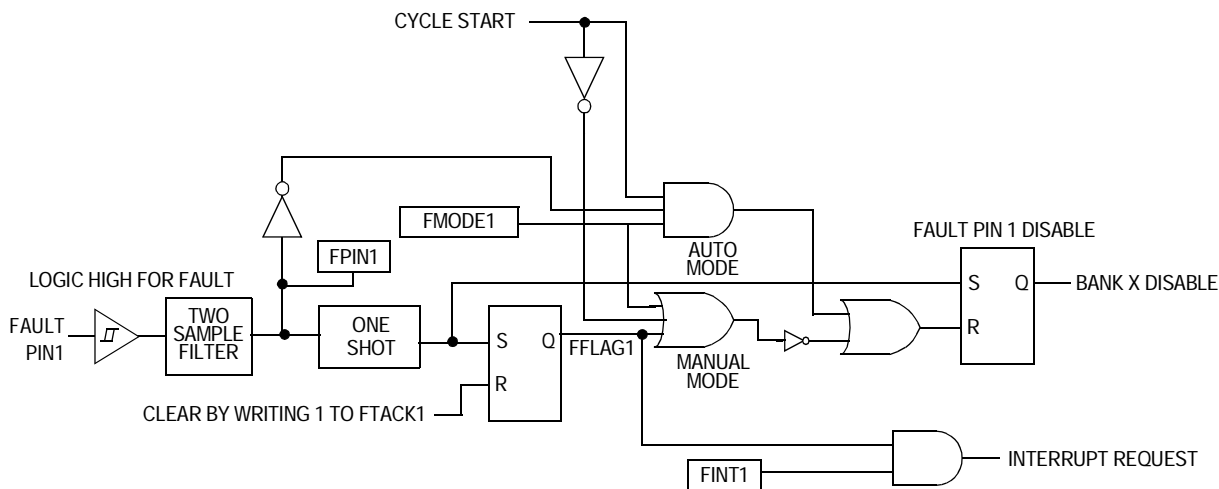 CYCLE START
FMODE1
AUTO
MODE
FAULT PIN 1 DISABLE
FPIN1
LOGIC HIGH FOR FAULT
S
Q
BANK X DISABLE
R
FAULT
PIN1
TWO
SAMPLE
FILTER
ONE
SHOT
S
Q
FFLAG1
R
MANUAL
MODE
CLEAR BY WRITING 1 TO FTACK1
INTERRUPT REQUEST
FINT1